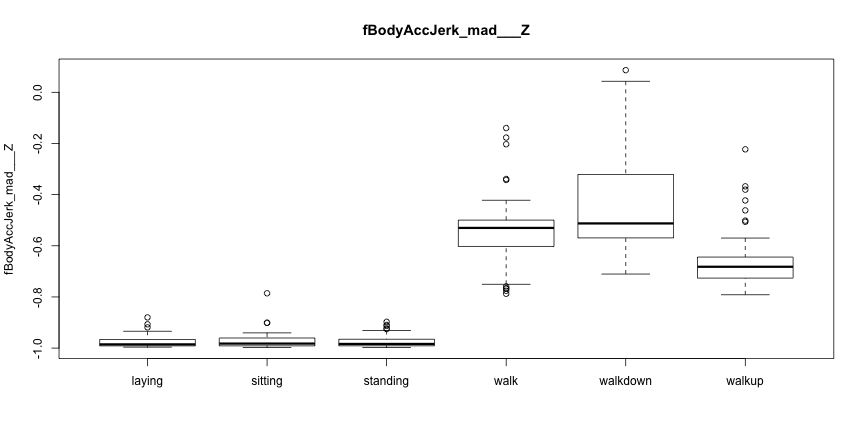 fBodyAccJerk_mad___Z
fBodyAccJerk_mad___Z
0.0
-0.2
-0.4
-0.6
-0.8
-1.0
laying sitting standing walk walkdown walkup